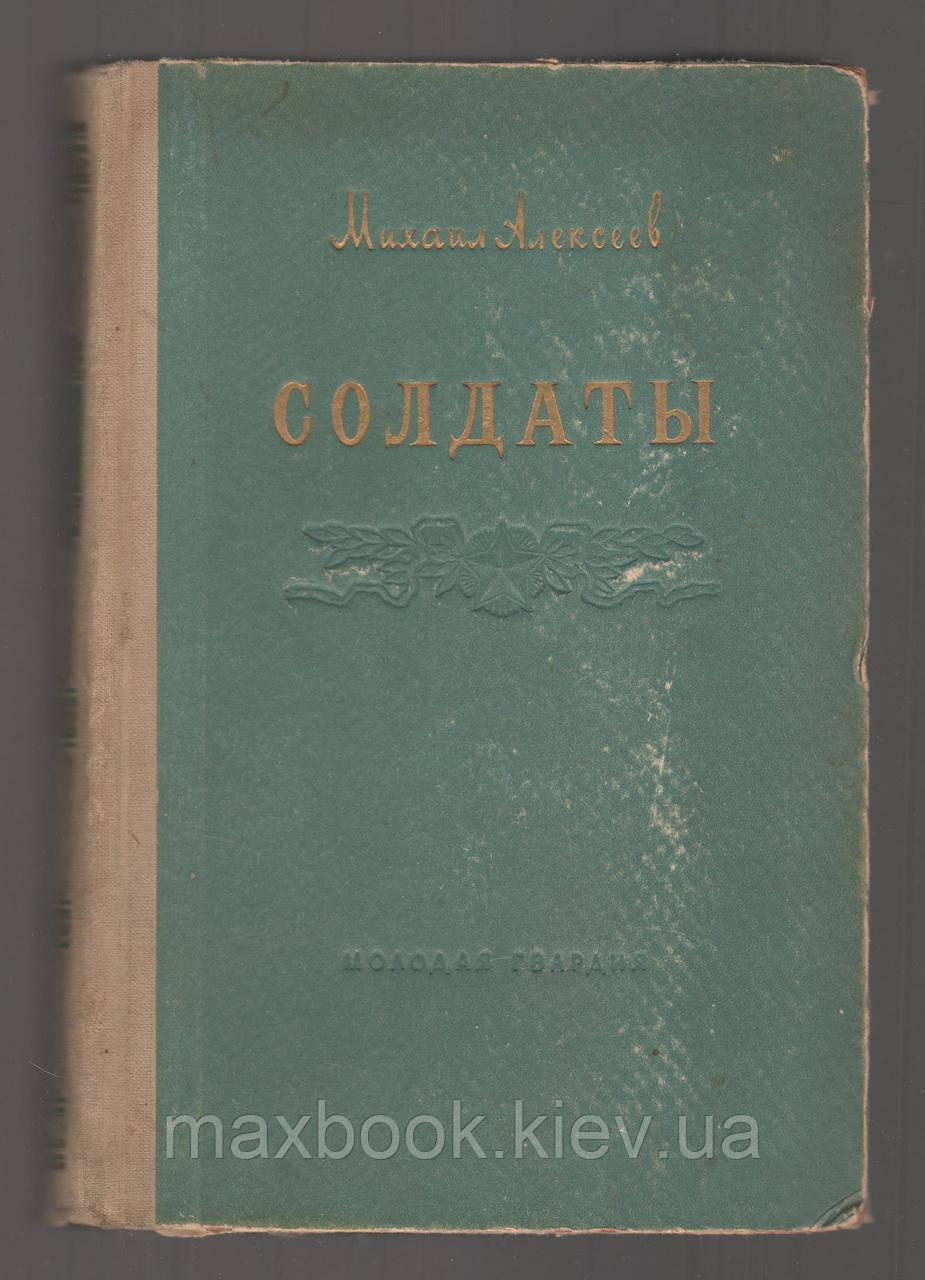 Михаил Алексеев
СОЛДАТЫ
МОЛОДАЯ ГВАРДИЯ
maxbook.kiev.ua